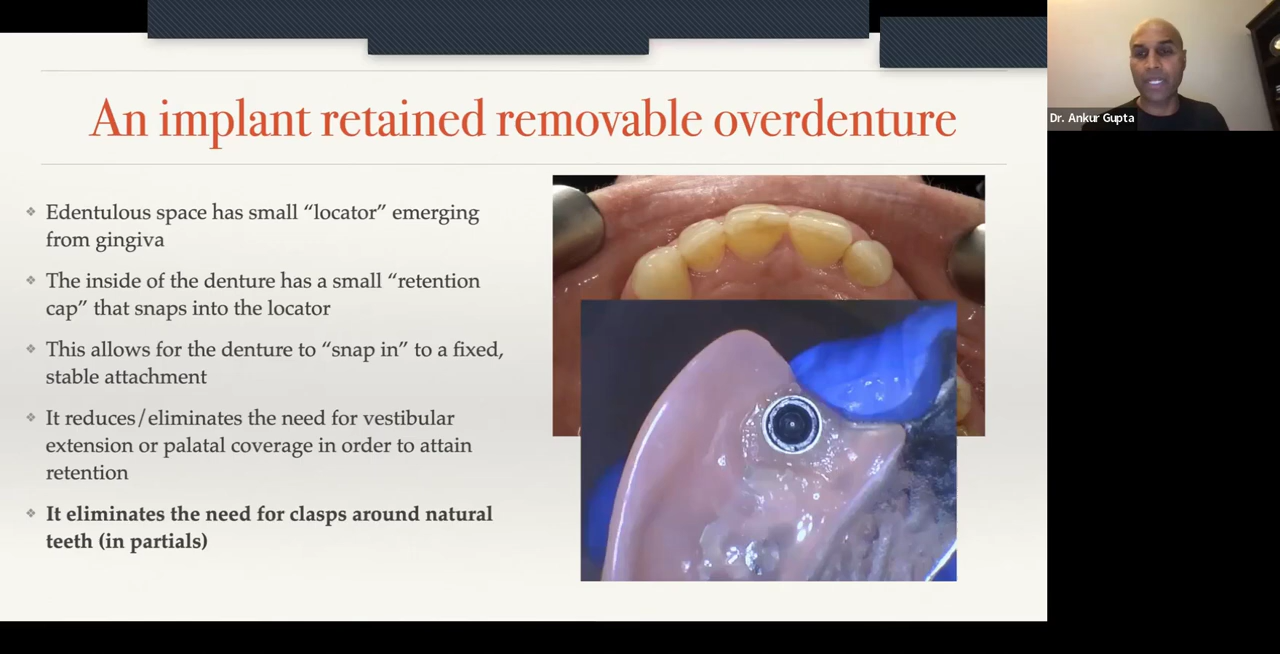 An implant retained removable overdenture
Edentulous space has small “locator” emerging
from gingiva
The inside of the denture has a small “retention
cap” that snaps into the locator
This allows for the denture to “snap in” to a fixed,
stable attachment
It reduces/eliminates the need for vestibular
extension or palatal coverage in order to attain
retention
It eliminates the need for clasps around natural
teeth (in partials)
Dr. Ankur Gupta